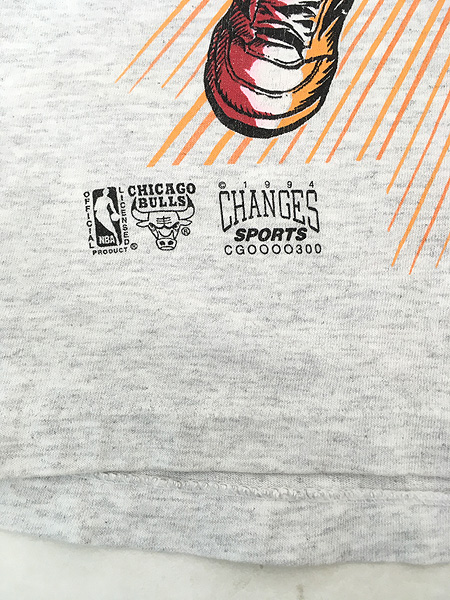 OFFICIAL
LICENSED
NBA
PRODUCT ®
CHICAGO
BULLS
®
© 1994
CHANGES
SPORTS
CG0000300